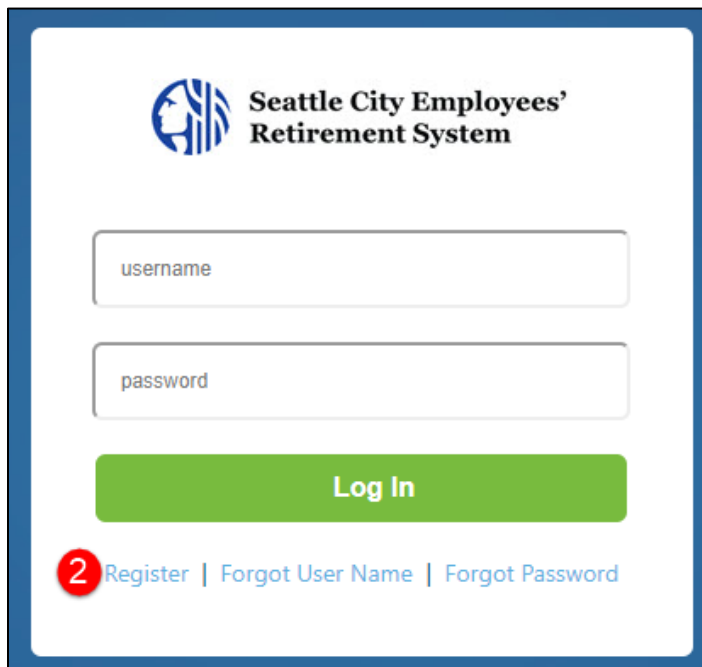 Seattle City Employees'
Retirement System
username
password
Log In
2 Register | Forgot User Name | Forgot Password